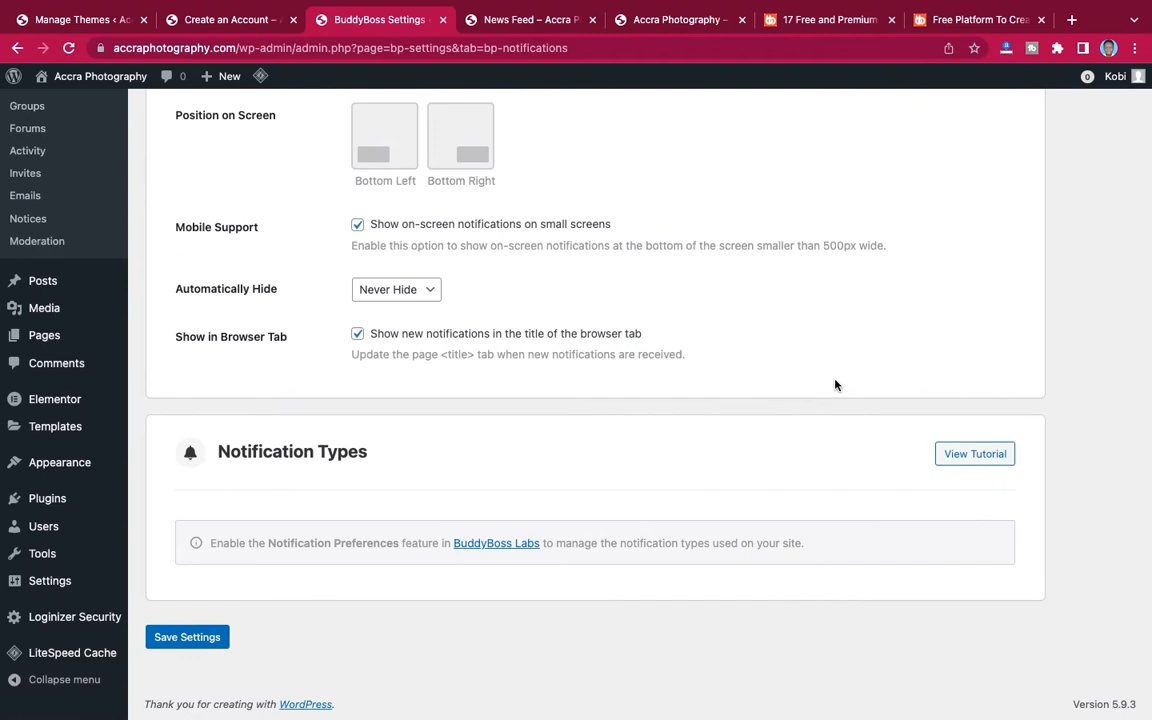 Manage Themes ‹ Ac
Create an Account – A
BuddyBoss Settings ‹
News Feed – Accra P
Accra Photography –
17 Free and Premium
Free Platform To Crea
accraphotography.com/wp-admin/admin.php?page=bp-settings&tab=bp-notifications
Accra Photography
0
New
0
Kobi
Groups
Forums
Activity
Invites
Emails
Notices
Moderation
Posts
Media
Pages
Comments
Elementor
Templates
Appearance
Plugins
Users
Tools
Settings
Loginizer Security
LiteSpeed Cache
Collapse menu
Position on Screen
Bottom Left
Bottom Right
Mobile Support
Show on-screen notifications on small screens
Enable this option to show on-screen notifications at the bottom of the screen smaller than 500px wide.
Automatically Hide
Never Hide
Show in Browser Tab
Show new notifications in the title of the browser tab
Update the page <title> tab when new notifications are received.
Notification Types
View Tutorial
Enable the Notification Preferences feature in BuddyBoss Labs to manage the notification types used on your site.
Save Settings
Thank you for creating with WordPress.
Version 5.9.3